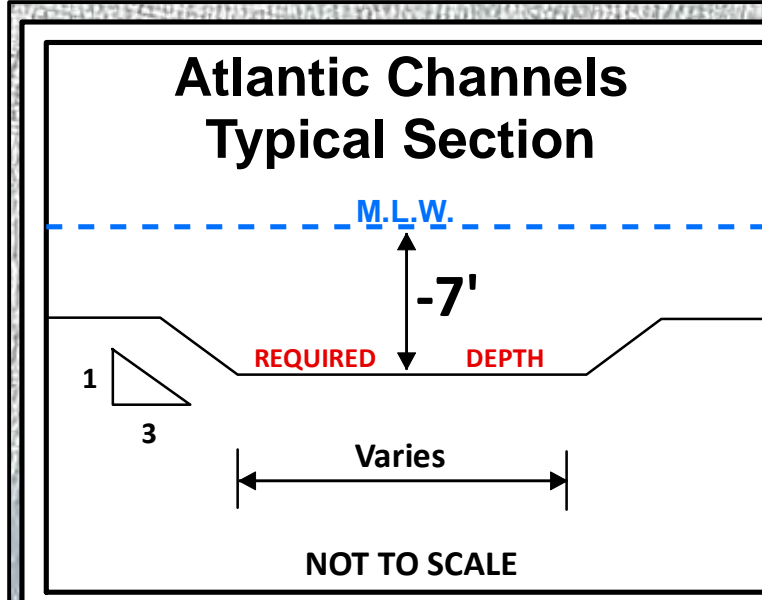 Atlantic Channels
Typical Section
M.L.W.
-7'
REQUIRED DEPTH
1
3
Varies
NOT TO SCALE